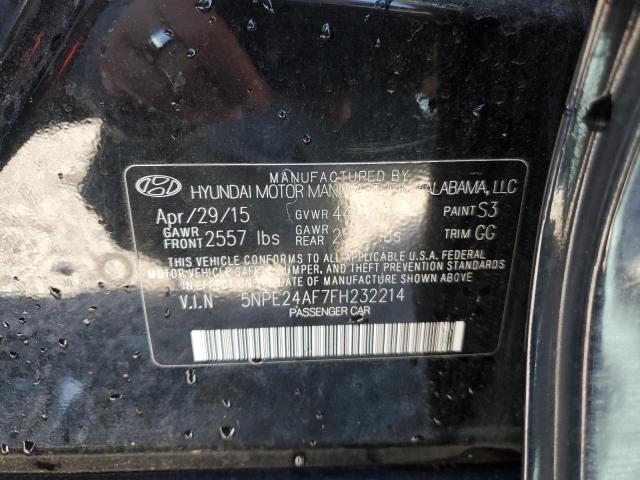 MANUFACTURED BY
HYUNDAI MOTOR MANUFACTURING ALABAMA, LLC
Apr/29/15 GVWR PAINT S3
GAWR FRONT 2557 lbs GAWR REAR TRIM GG
THIS VEHICLE CONFORMS TO ALL APPLICABLE U.S.A. FEDERAL
MOTOR VEHICLE SAFETY, BUMPER, AND THEFT PREVENTION
STANDARDS IN EFFECT ON THE DATE OF MANUFACTURE SHOWN ABOVE.
V.I.N 5NPE24AF7FH232214
PASSENGER CAR